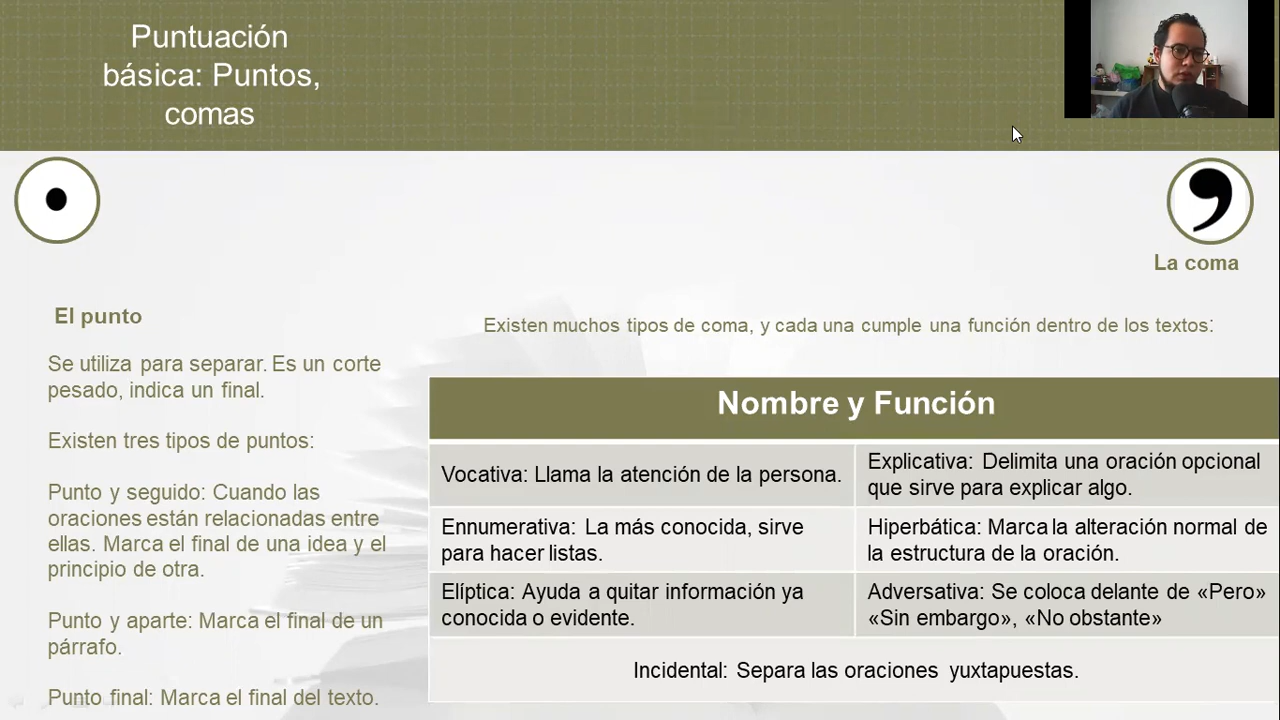 Puntuación
básica: Puntos,
comas
La coma
El punto
Se utiliza para separar. Es un corte
pesado, indica un final.
Existen tres tipos de puntos:
Punto y seguido: Cuando las
oraciones están relacionadas entre
ellas. Marca el final de una idea y el
principio de otra.
Punto y aparte: Marca el final de un
párrafo.
Punto final: Marca el final del texto.
Existen muchos tipos de coma, y cada una cumple una función dentro de los textos:
Nombre y Función
Vocativa: Llama la atención de la persona.
Explicativa: Delimita una oración opcional
que sirve para explicar algo.
Ennumerativa: La más conocida, sirve
para hacer listas.
Hiperbática: Marca la alteración normal de
la estructura de la oración.
Elíptica: Ayuda a quitar información ya
conocida o evidente.
Adversativa: Se coloca delante de «Pero»
«Sin embargo», «No obstante»
Incidental: Separa las oraciones yuxtapuestas.